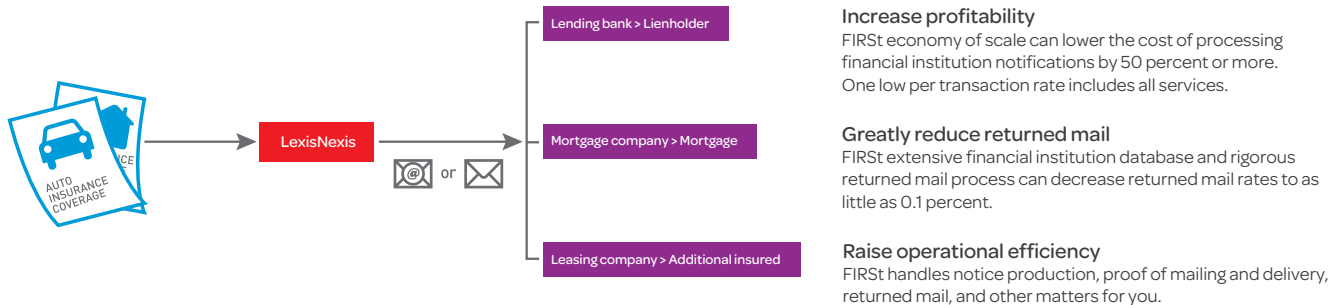 AUTO
INSURANCE
COVERAGE
NCE
LexisNexis
@
or
Lending bank > Lienholder
Mortgage company > Mortgage
Leasing company > Additional insured
Increase profitability
FIRSt economy of scale can lower the cost of processing
financial institution notifications by 50 percent or more.
One low per transaction rate includes all services.
Greatly reduce returned mail
FIRSt extensive financial institution database and rigorous
returned mail process can decrease returned mail rates to as
little as 0.1 percent.
Raise operational efficiency
FIRSt handles notice production, proof of mailing and delivery,
returned mail, and other matters for you.